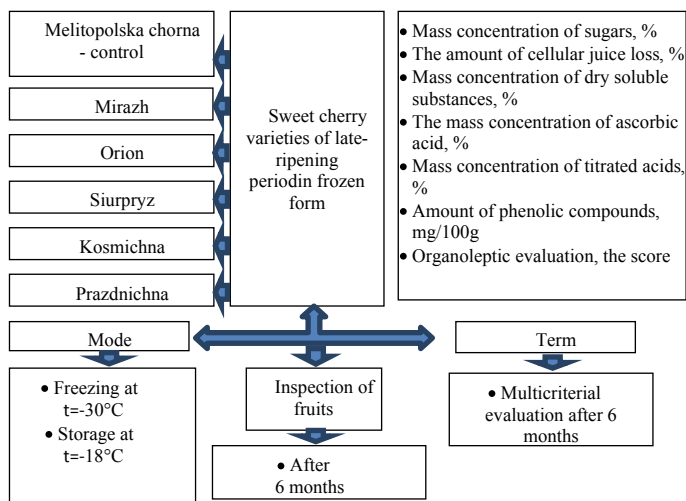 Melitopolska chorna
- control
Mirazh
Orion
Siurpryz
Kosmichna
Prazdnichna
Sweet cherry
varieties of late-
ripening
periodin frozen
form
• Mass concentration of sugars, %
• The amount of cellular juice loss, %
• Mass concentration of dry soluble
substances, %
• The mass concentration of ascorbic
acid, %
• Mass concentration of titrated acids,
%
• Amount of phenolic compounds,
mg/100g
• Organoleptic evaluation, the score
Mode
• Freezing at
t=-30°C
• Storage at
t=-18°C
Inspection of
fruits
• After
6 months
Term
• Multicriterial
evaluation after 6
months